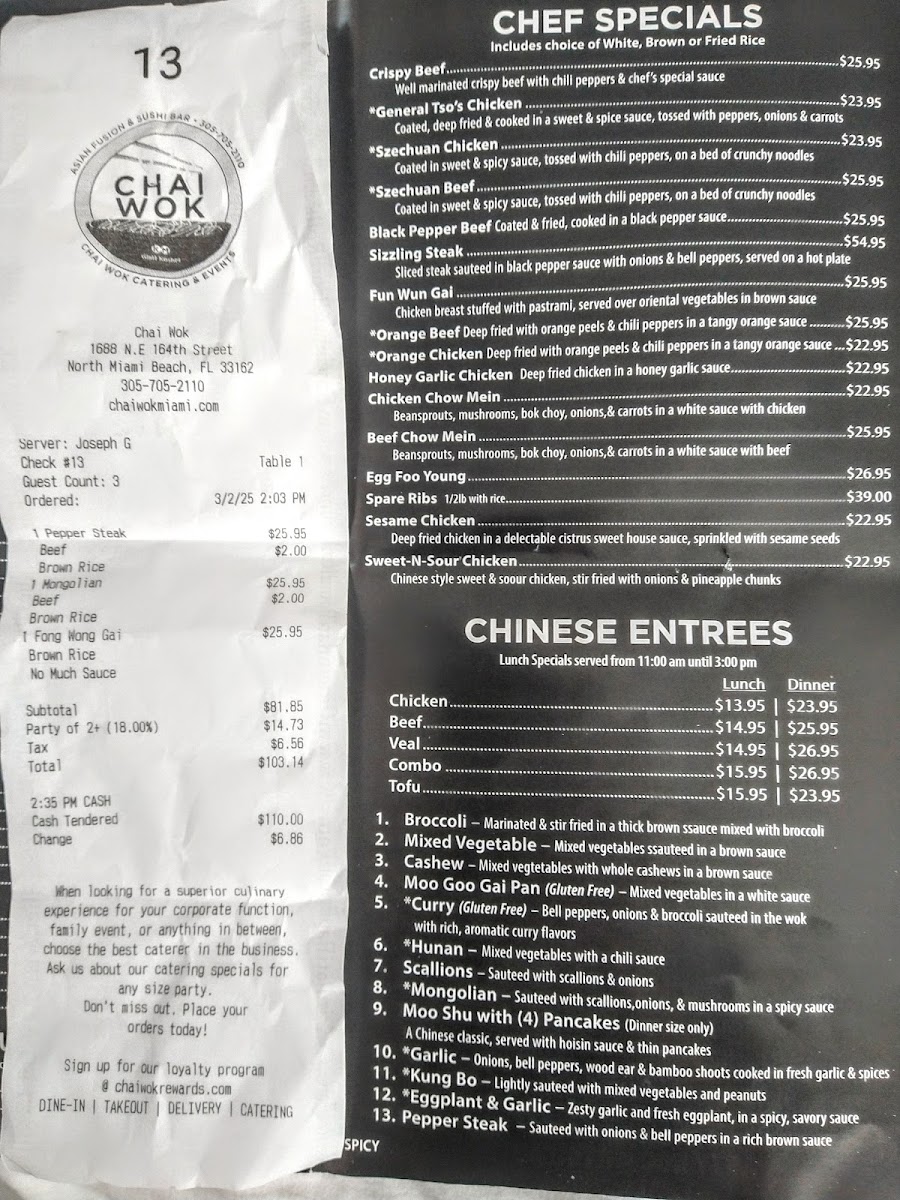 13
ASIAN FUSION & SUSHI BAR • 305-705-2110
CHAI
WOK
CHAI WOK CATERING & EVENTS
Chai Wok
1688 N.E 164th Street
North Miami Beach, FL 33162
305-705-2110
chaiwokmiami.com
Server: Joseph G
Check #13 Table 1
Guest Count: 3
Ordered: 3/2/25 2:03 PM
1 Pepper Steak $25.95
Beef $2.00
Brown Rice
1 Mongolian $25.95
Beef $2.00
Brown Rice
1 Fong Wong Gai $25.95
Brown Rice
No Much Sauce
Subtotal $81.85
Party of 2+ (18.00%) $14.73
Tax $6.56
Total $103.14
2:35 PM CASH
Cash Tendered $110.00
Change $6.86
When looking for a superior culinary
experience for your corporate function,
family event, or anything in between,
choose the best caterer in the business.
Ask us about our catering specials for
any size party.
Don't miss out. Place your
orders today!
Sign up for our loyalty program
@ chaiwokrewards.com
DINE-IN | TAKEOUT | DELIVERY | CATERING
CHEF SPECIALS
Includes choice of White, Brown or Fried Rice
Crispy Beef $25.95
Well marinated crispy beef with chili peppers & chef's special sauce
*General Tso's Chicken $23.95
Coated, deep fried & cooked in a sweet & spice sauce, tossed with peppers, onions & carrots
*Szechuan Chicken $23.95
Coated in sweet & spicy sauce, tossed with chili peppers, on a bed of crunchy noodles
*Szechuan Beef $25.95
Coated in sweet & spicy sauce, tossed with chili peppers, on a bed of crunchy noodles
Black Pepper Beef Coated & fried, cooked in a black pepper sauce $25.95
Sizzling Steak $54.95
Sliced steak sauteed in black pepper sauce with onions & bell peppers, served on a hot plate
Fun Wun Gai $25.95
Chicken breast stuffed with pastrami, served over oriental vegetables in brown sauce
*Orange Beef Deep fried with orange peels & chili peppers in a tangy orange sauce $25.95
*Orange Chicken Deep fried with orange peels & chili peppers in a tangy orange sauce $22.95
Honey Garlic Chicken Deep fried chicken in a honey garlic sauce $22.95
Chicken Chow Mein $22.95
Beansprouts, mushrooms, bok choy, onions,& carrots in a white sauce with chicken
Beef Chow Mein $25.95
Beansprouts, mushrooms, bok choy, onions,& carrots in a white sauce with beef
Egg Foo Young $26.95
Spare Ribs 1/2lb with rice $39.00
Sesame Chicken $22.95
Deep fried chicken in a delectable cistrus sweet house sauce, sprinkled with sesame seeds
Sweet-N-Sour Chicken $22.95
Chinese style sweet & soour chicken, stir fried with onions & pineapple chunks
CHINESE ENTREES
Lunch Specials served from 11:00 am until 3:00 pm
Lunch Dinner
Chicken $13.95 | $23.95
Beef $14.95 | $25.95
Veal $14.95 | $26.95
Combo $15.95 | $26.95
Tofu $15.95 | $23.95
1. Broccoli – Marinated & stir fried in a thick brown ssauce mixed with broccoli
2. Mixed Vegetable – Mixed vegetables ssauteed in a brown sauce
3. Cashew – Mixed vegtetables with whole cashews in a brown sauce
4. Moo Goo Gai Pan (Gluten Free) – Mixed vegetables in a white sauce
5. *Curry (Gluten Free) – Bell peppers, onions & broccoli sauteed in the wok
with rich, aromatic curry flavors
6. *Hunan – Mixed vegetables with a chili sauce
7. Scallions – Sauteed with scallions & onions
8. *Mongolian – Sauteed with scallions,onions, & mushrooms in a spicy sauce
9. Moo Shu with (4) Pancakes (Dinner size only)
A Chinese classic, served with hoisin sauce & thin pancakes
10. *Garlic – Onions, bell peppers, wood ear & bamboo shoots cooked in fresh garlic & spices
11. *Kung Bo – Lightly sauteed with mixed vegetables and peanuts
12. *Eggplant & Garlic – Zesty garlic and fresh eggplant, in a spicy, savory sauce
13. Pepper Steak – Sauteed with onions & bell peppers in a rich brown sauce
SPICY